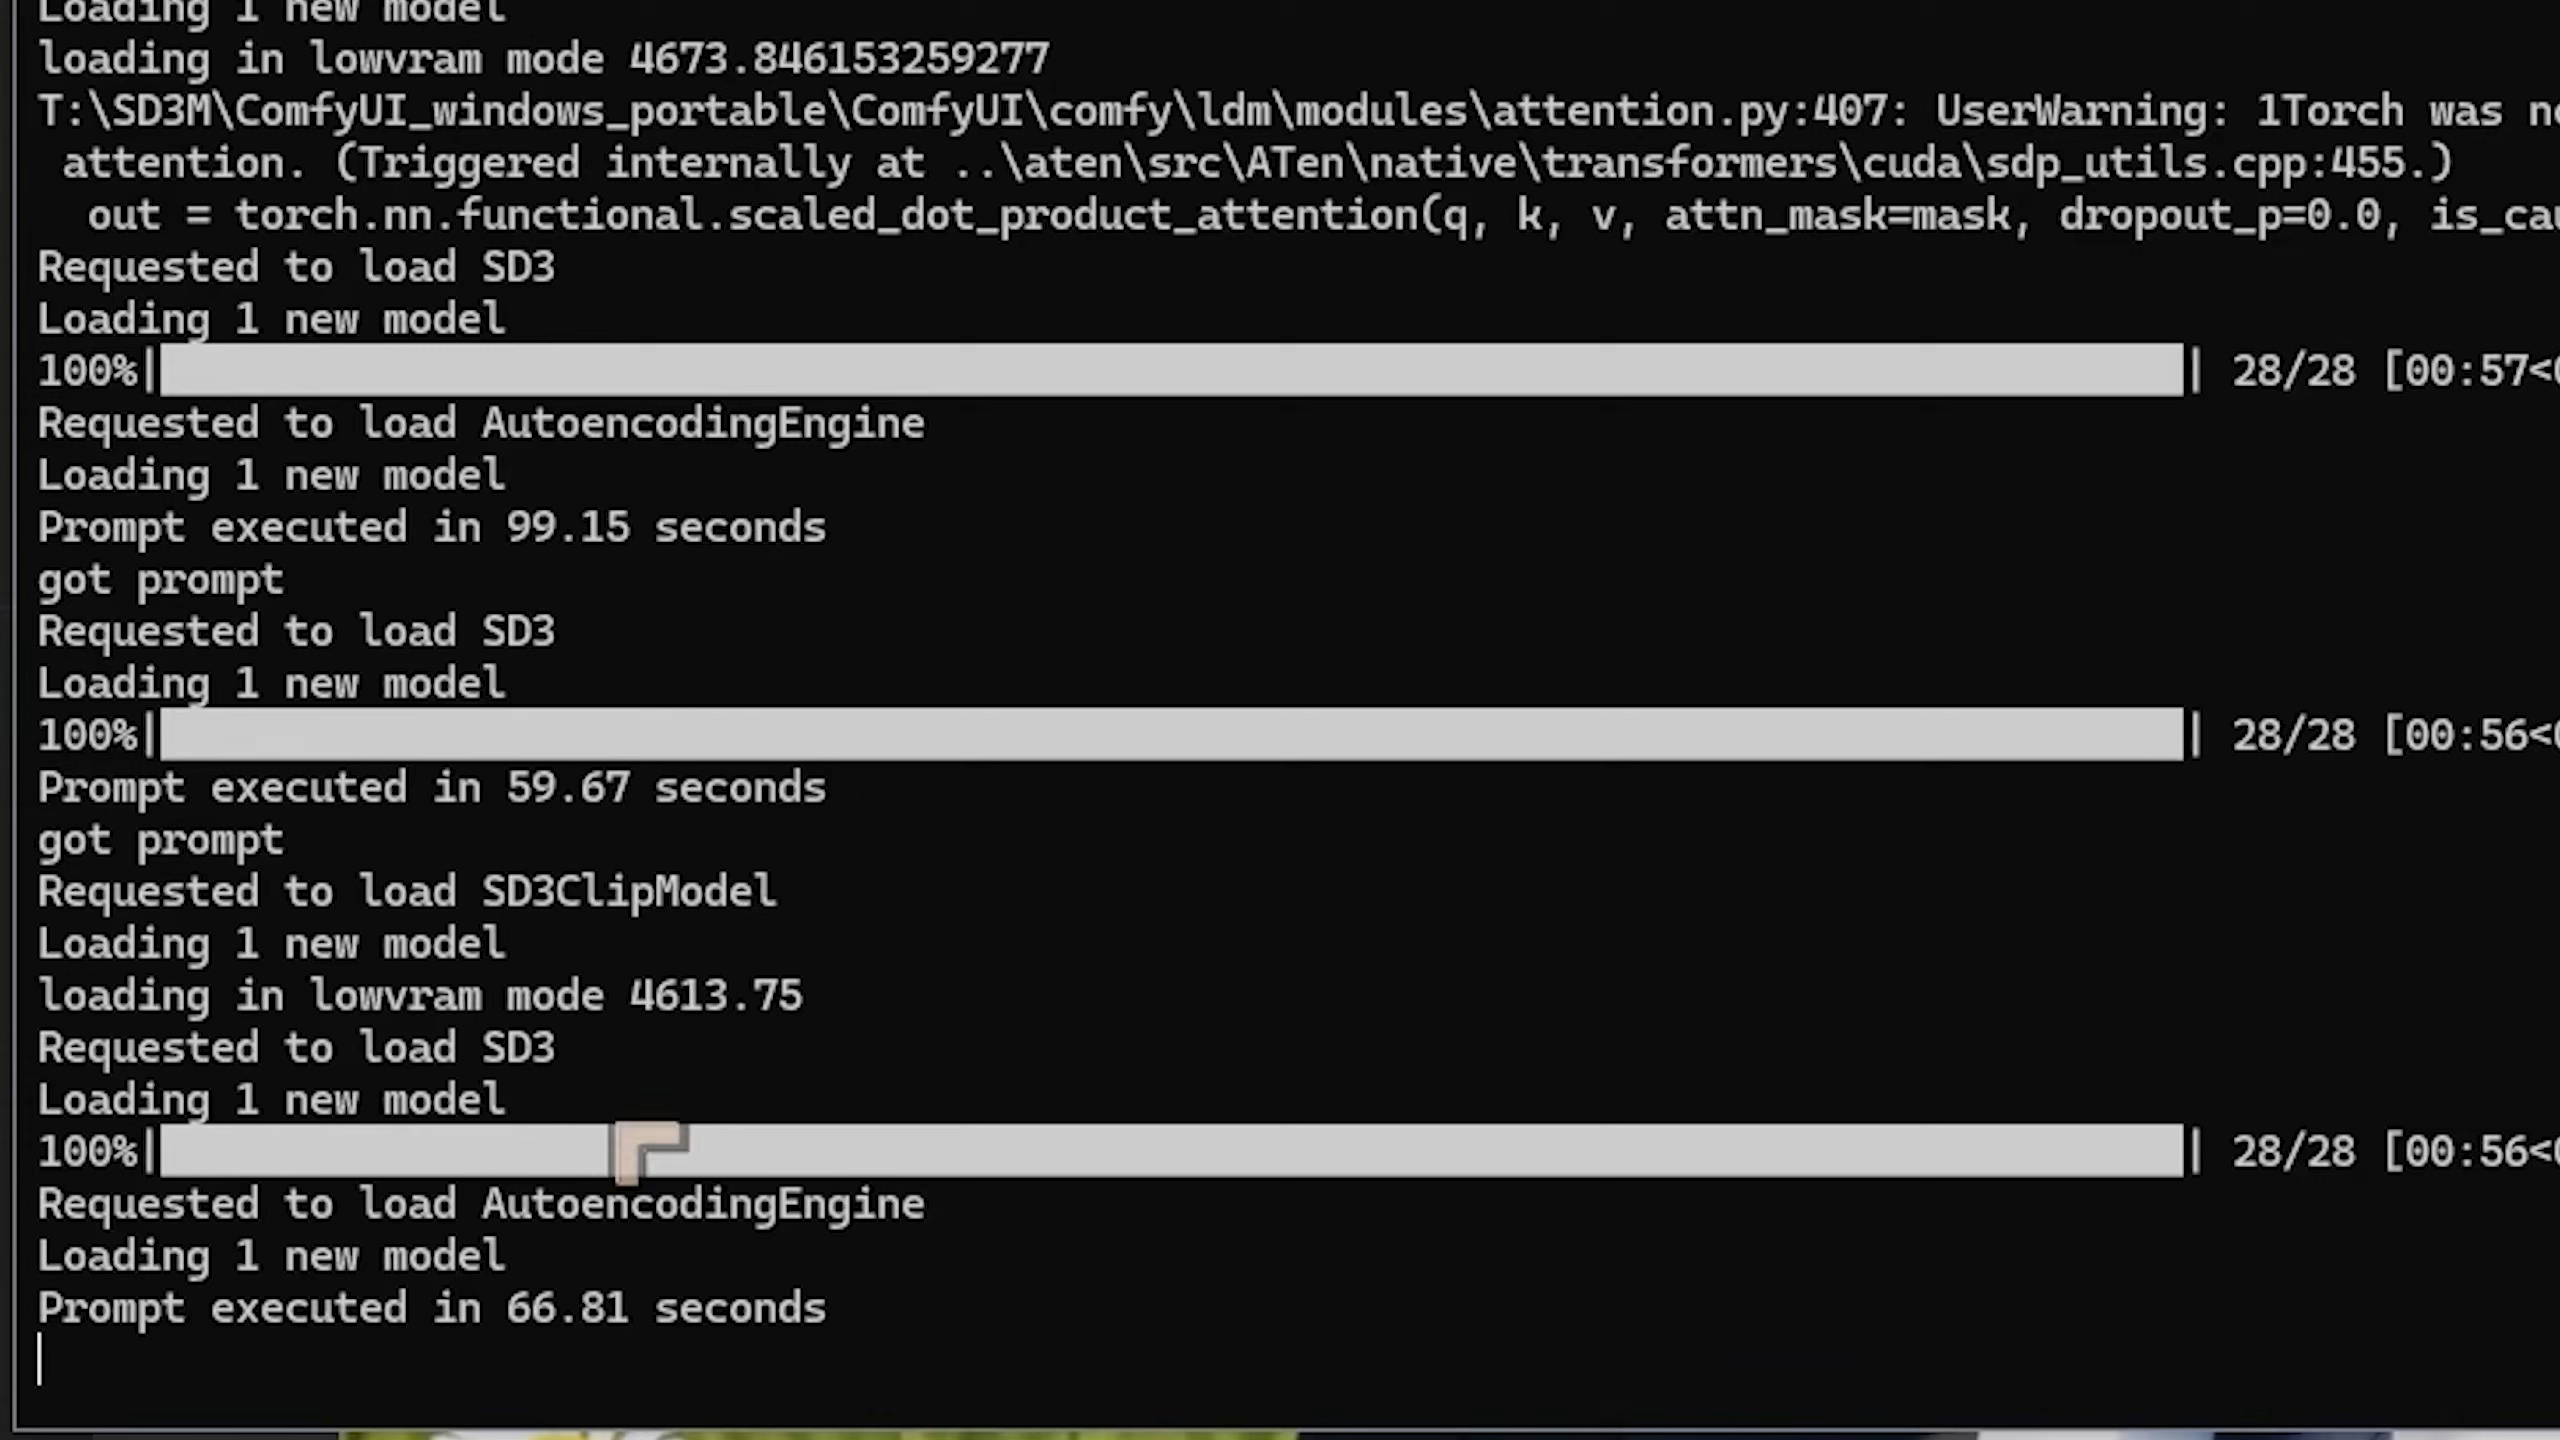 Loading 1 new model
loading in lowvram mode 4673.846153259277
T:\SD3M\ComfyUI_windows_portable\ComfyUI\comfy\ldm\modules\attention.py:407: UserWarning: 1Torch was
attention. (Triggered internally at ..\aten\src\ATen\native\transformers\cuda\sdp_utils.cpp:455.)
out = torch.nn.functional.scaled_dot_product_attention(q, k, v, attn_mask=mask, dropout_p=0.0,
Requested to load SD3
Loading 1 new model
100%| | 28/28 [00:57<
Requested to load AutoencodingEngine
Loading 1 new model
Prompt executed in 99.15 seconds
got prompt
Requested to load SD3
Loading 1 new model
100%| | 28/28 [00:56<
Prompt executed in 59.67 seconds
got prompt
Requested to load SD3ClipModel
Loading 1 new model
loading in lowvram mode 4613.75
Requested to load SD3
Loading 1 new model
100%| | 28/28 [00:56<
Requested to load AutoencodingEngine
Loading 1 new model
Prompt executed in 66.81 seconds